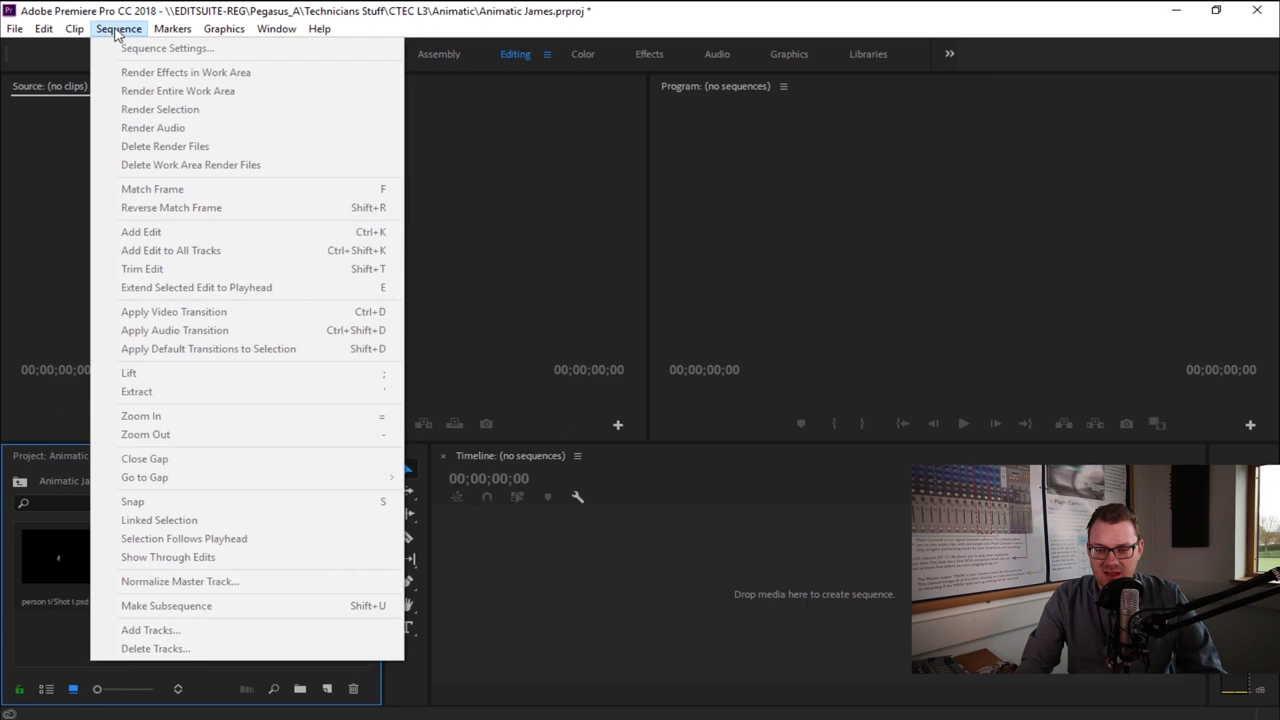 Adobe Premiere Pro CC 2018 - \\EDITSUITE-REG\Pegasus_A\Technicians Stuff\CTEC L3\Animatic\Animatic James.prproj *
File Edit Clip Sequence Markers Graphics Window Help
Assembly Editing Color Effects Audio Graphics Libraries
Source: (no clips)
Program: (no sequences)
Sequence Settings...
Render Effects in Work Area
Render Entire Work Area
Render Selection
Render Audio
Delete Render Files
Delete Work Area Render Files
Match Frame F
Reverse Match Frame Shift+R
Add Edit Ctrl+K
Add Edit to All Tracks Ctrl+Shift+K
Trim Edit Shift+T
Extend Selected Edit to Playhead E
Apply Video Transition Ctrl+D
Apply Audio Transition Ctrl+Shift+D
Apply Default Transitions to Selection Shift+D
Lift ;
Extract '
Zoom In =
Zoom Out -
Close Gap
Go to Gap
Snap S
Linked Selection
Selection Follows Playhead
Show Through Edits
Normalize Master Track...
Make Subsequence Shift+U
Add Tracks...
Delete Tracks...
00;00;00;00 00;00;00;00
00;00;00;00 00;00;00;00
Project: Animatic
Animatic Ja
person 1/Shot t.psd
Timeline: (no sequences)
00;00;00;00
Drop media here to create sequence.
dB